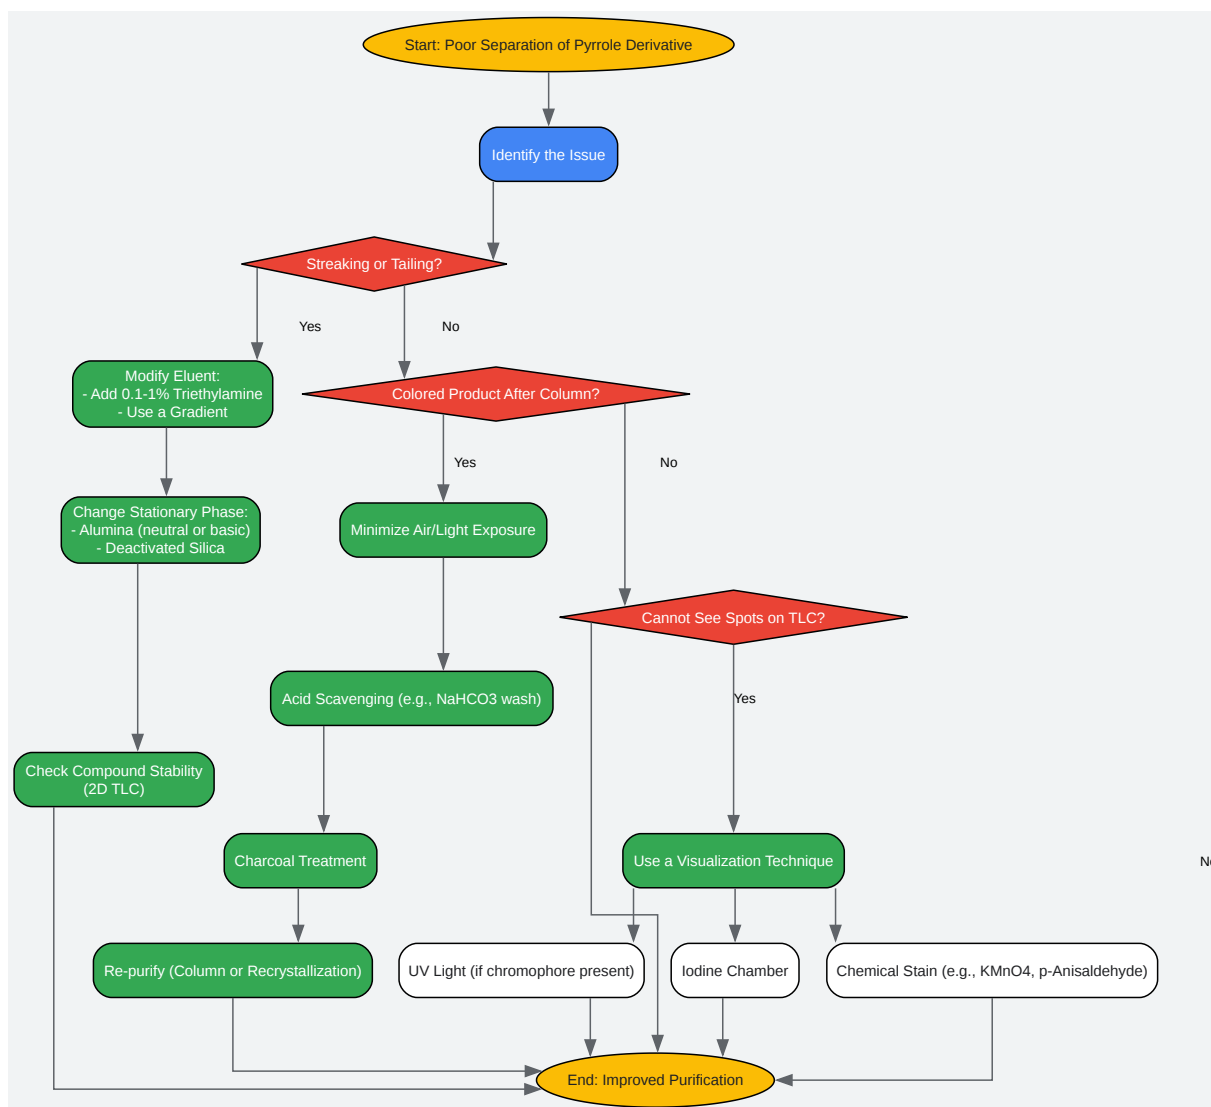 Start: Poor Separation of Pyrrole Derivative
Identify the Issue
Streaking or Tailing?
Yes
No
Modify Eluent:
- Add 0.1-1% Triethylamine
- Use a Gradient
Colored Product After Column?
Yes
No
Change Stationary Phase:
- Alumina (neutral or basic)
- Deactivated Silica
Minimize Air/Light Exposure
Cannot See Spots on TLC?
Yes
Acid Scavenging (e.g., NaHCO3 wash)
Check Compound Stability
(2D TLC)
Charcoal Treatment
Use a Visualization Technique
Re-purify (Column or Recrystallization)
UV Light (if chromophore present)
Iodine Chamber
Chemical Stain (e.g., KMnO4, p-Anisaldehyde)
End: Improved Purification